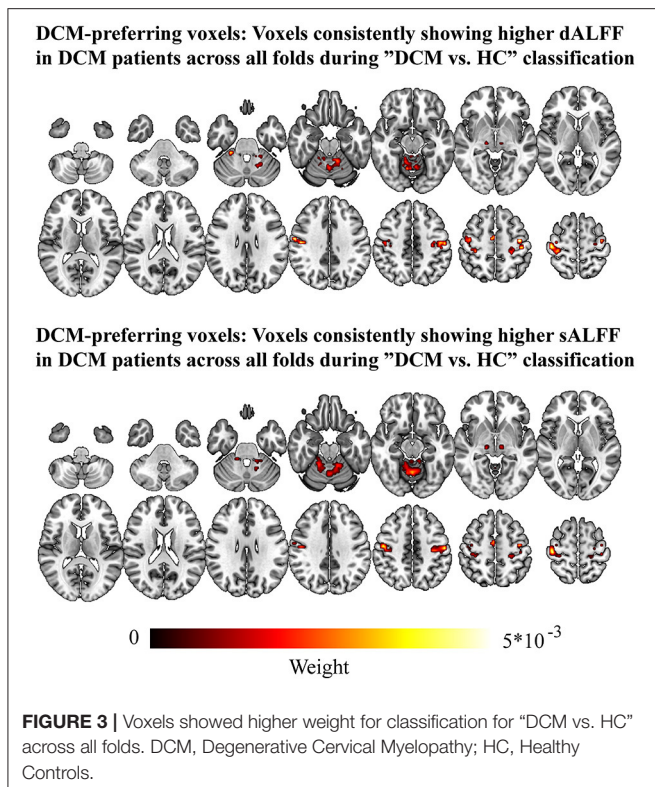 DCM-preferring voxels: Voxels consistently showing higher dALFF
in DCM patients across all folds during ”DCM vs. HC” classification
DCM-preferring voxels: Voxels consistently showing higher sALFF
in DCM patients across all folds during ”DCM vs. HC” classification
0
5*10⁻³
Weight
FIGURE 3 | Voxels showed higher weight for classification for “DCM vs. HC”
across all folds. DCM, Degenerative Cervical Myelopathy; HC, Healthy
Controls.